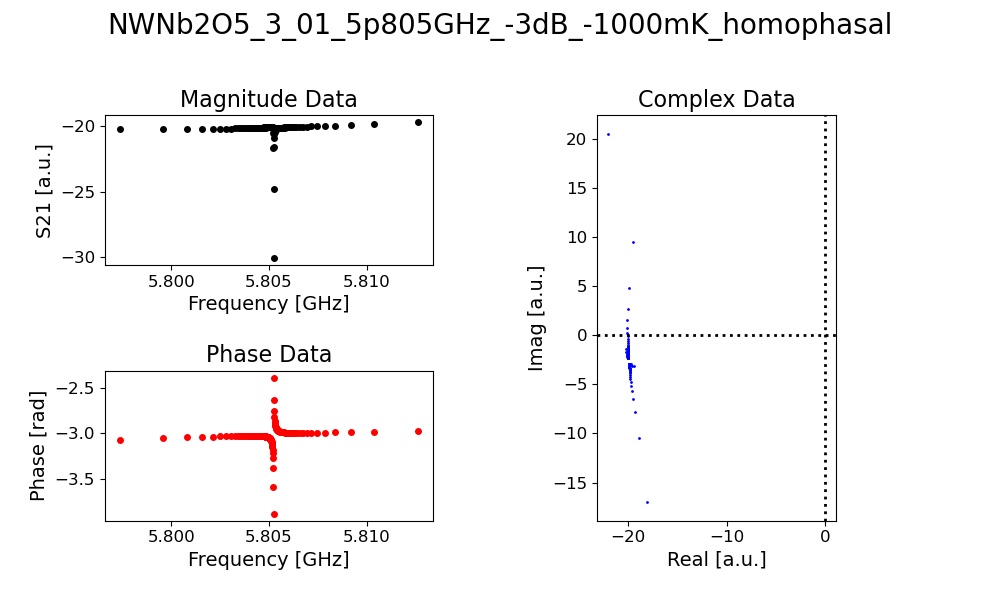 NWNb2O5_3_01_5p805GHz_-3dB_-1000mK_homophasal
Magnitude Data
S21 [a.u.]
−20
−25
−30
5.800 5.805 5.810
Frequency [GHz]
Phase Data
Phase [rad]
−2.5
−3.0
−3.5
5.800 5.805 5.810
Frequency [GHz]
Complex Data
Imag [a.u.]
20
15
10
5
0
−5
−10
−15
−20 −10 0
Real [a.u.]